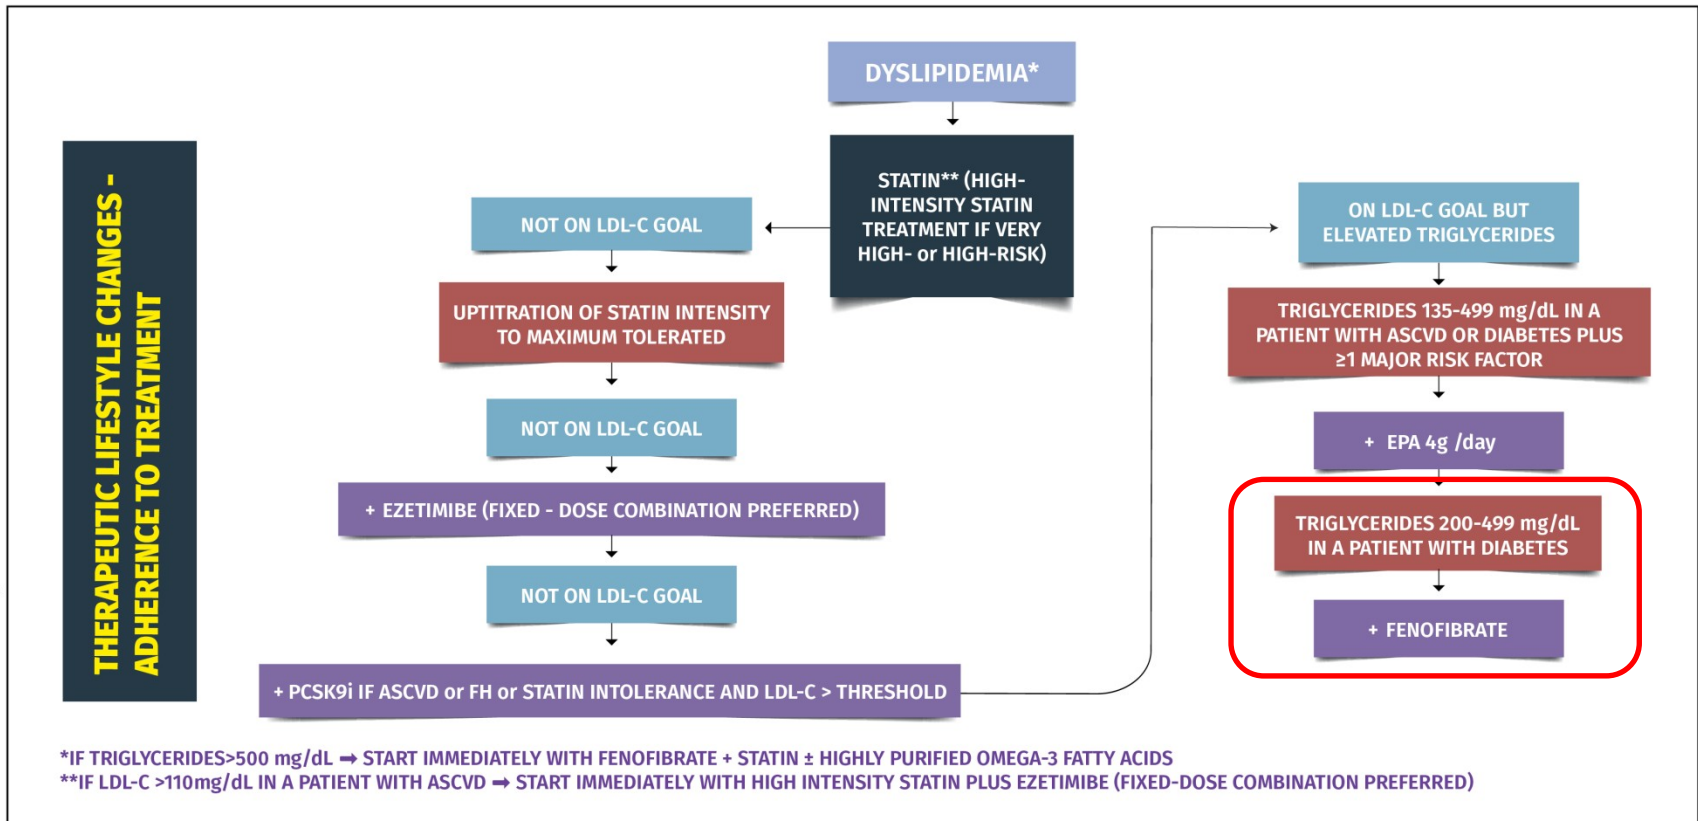 DYSLIPIDEMIA*
THERAPEUTIC LIFESTYLE CHANGES -
ADHERENCE TO TREATMENT
STATIN** (HIGH-
INTENSITY STATIN
TREATMENT IF VERY
HIGH- or HIGH-RISK)
NOT ON LDL-C GOAL
UPTITRATION OF STATIN INTENSITY
TO MAXIMUM TOLERATED
NOT ON LDL-C GOAL
+ EZETIMIBE (FIXED - DOSE COMBINATION PREFERRED)
NOT ON LDL-C GOAL
+ PCSK9i IF ASCVD or FH or STATIN INTOLERANCE AND LDL-C > THRESHOLD
ON LDL-C GOAL BUT
ELEVATED TRIGLYCERIDES
TRIGLYCERIDES 135-499 mg/dL IN A
PATIENT WITH ASCVD OR DIABETES PLUS
≥1 MAJOR RISK FACTOR
+ EPA 4g /day
TRIGLYCERIDES 200-499 mg/dL
IN A PATIENT WITH DIABETES
+ FENOFIBRATE
*IF TRIGLYCERIDES>500 mg/dL ➞ START IMMEDIATELY WITH FENOFIBRATE + STATIN ± HIGHLY PURIFIED OMEGA-3 FATTY ACIDS
**IF LDL-C >110mg/dL IN A PATIENT WITH ASCVD ➞ START IMMEDIATELY WITH HIGH INTENSITY STATIN PLUS EZETIMIBE (FIXED-DOSE COMBINATION PREFERRED)